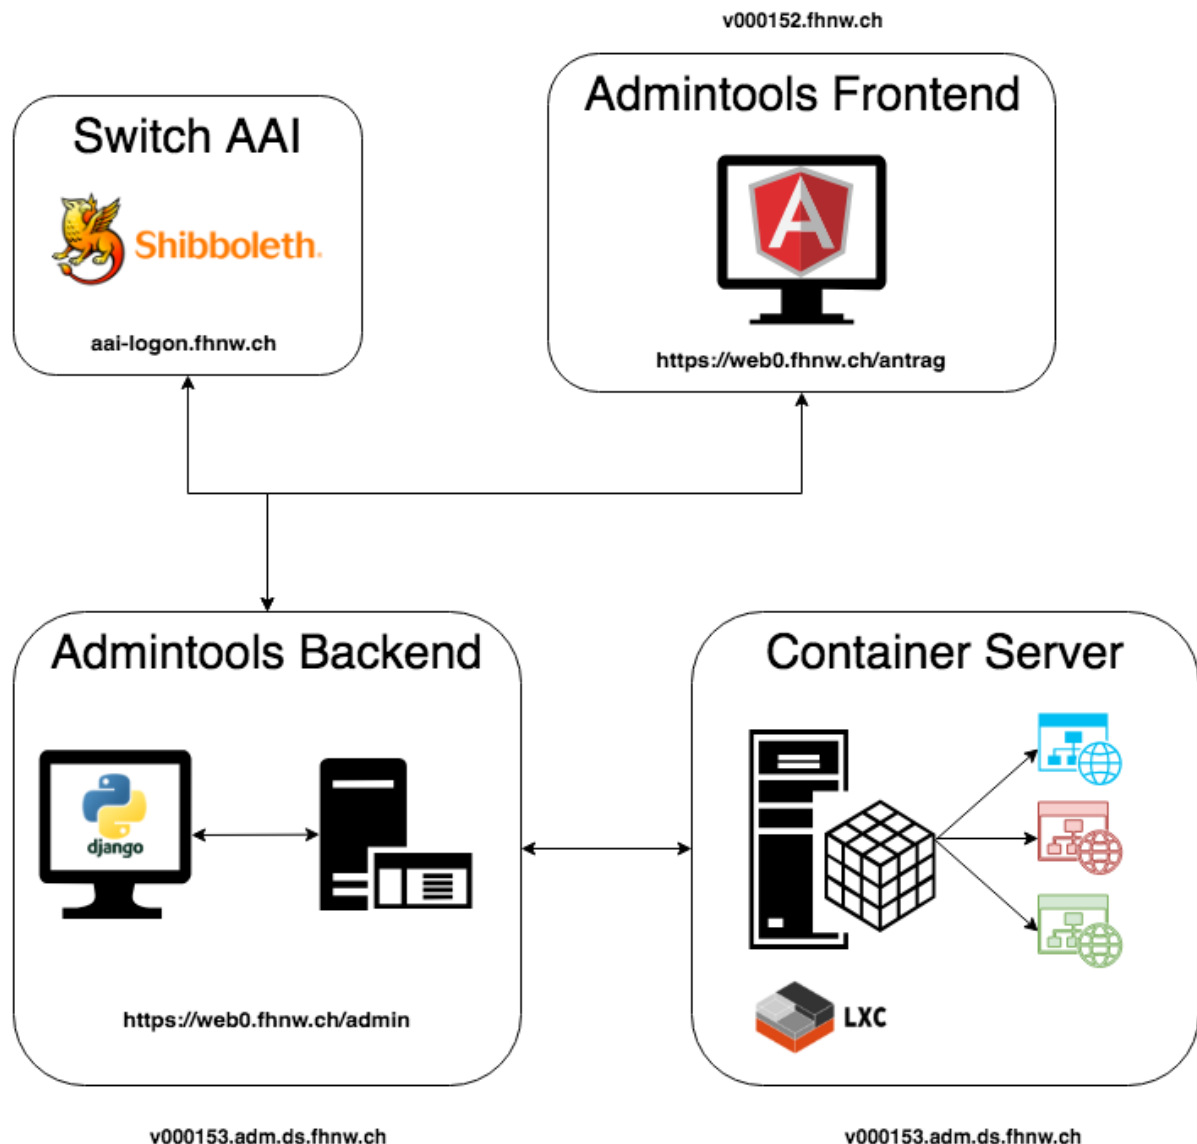 v000152.fhnw.ch
Admintools Frontend
Switch AAI
Shibboleth.
aai-logon.fhnw.ch
https://web0.fhnw.ch/antrag
Admintools Backend
Container Server
django
https://web0.fhnw.ch/admin
LXC
v000153.adm.ds.fhnw.ch
v000153.adm.ds.fhnw.ch